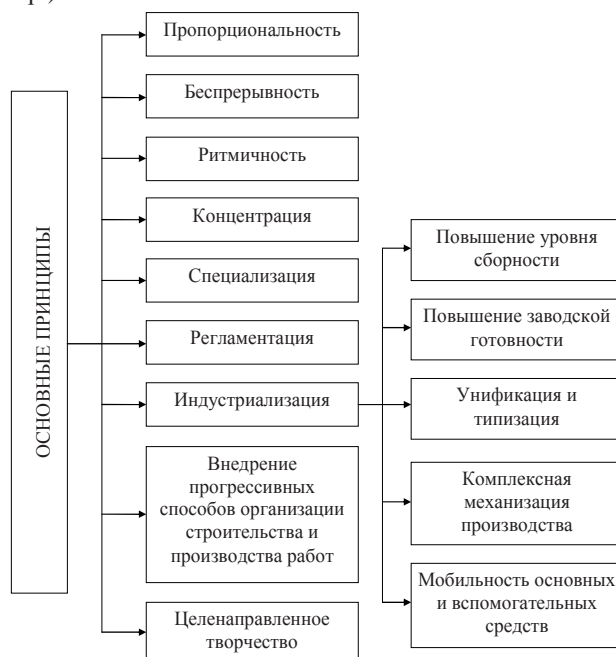 Пропорциональность
Беспрерывность
Ритмичность
Концентрация
Специализация
Регламентация
Индустриализация
Внедрение
прогрессивных
способов организации
строительства и
производства работ
Целенаправленное
творчество
ОСНОВНЫЕ ПРИНЦИПЫ
Повышение уровня
сборности
Повышение заводской
готовности
Унификация и
типизация
Комплексная
механизация
производства
Мобильность основных
и вспомогательных
средств